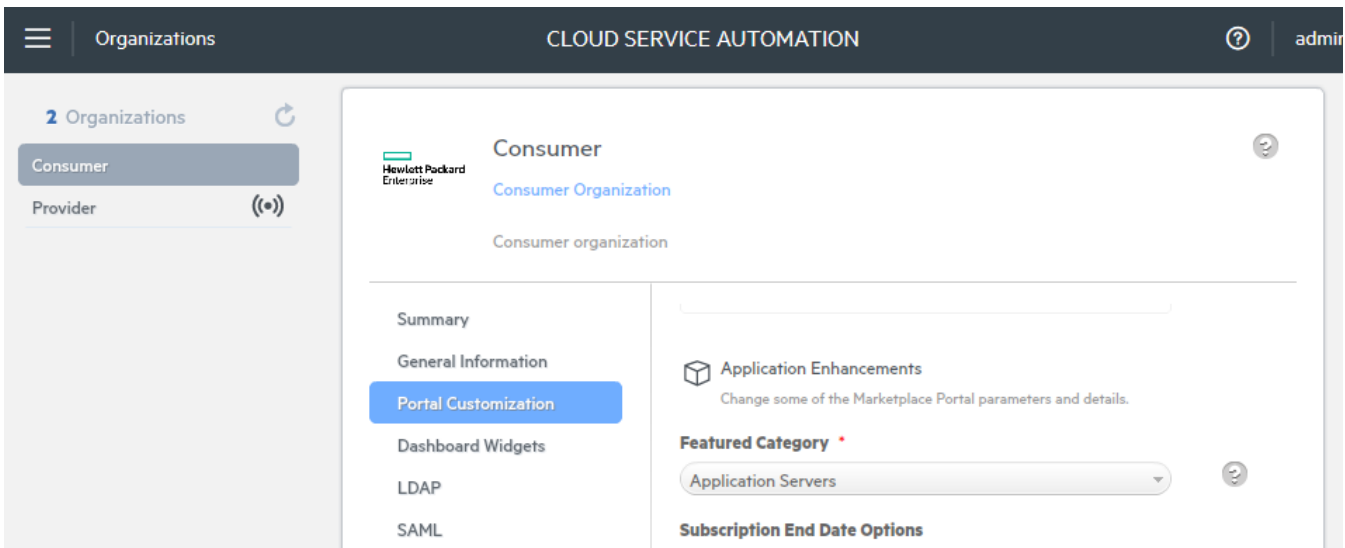 Organizations
CLOUD SERVICE AUTOMATION
admin
2 Organizations
Consumer
Provider
Hewlett Packard
Enterprise
Consumer
Consumer Organization
Consumer organization
Summary
General Information
Portal Customization
Dashboard Widgets
LDAP
SAML
Application Enhancements
Change some of the Marketplace Portal parameters and details.
Featured Category *
Application Servers
Subscription End Date Options